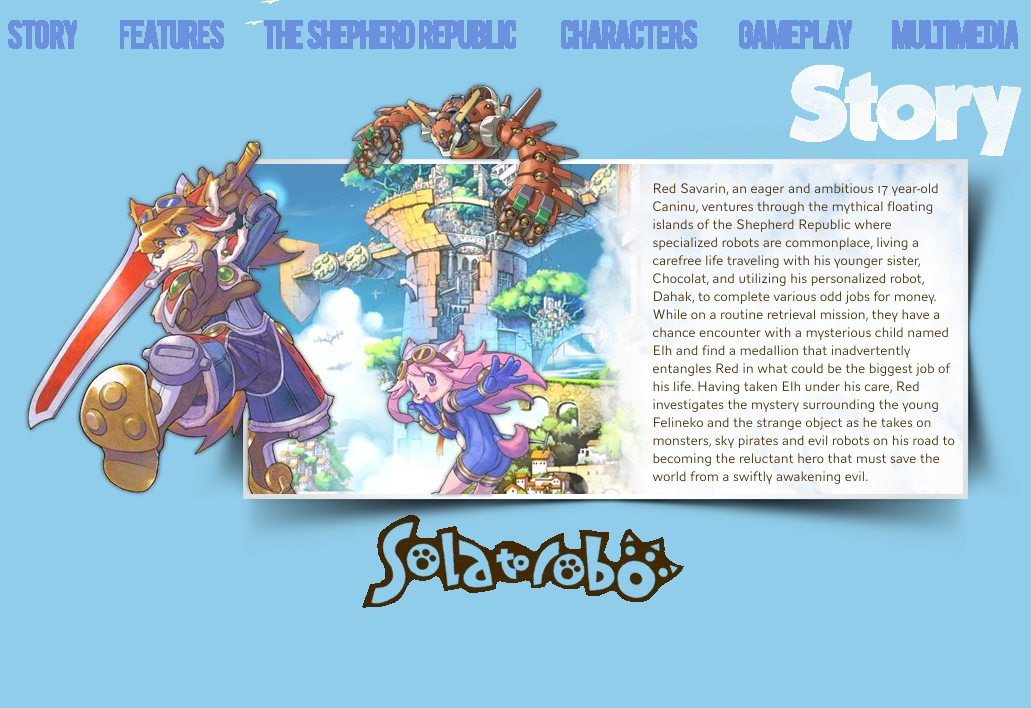 STORY FEATURES THE SHEPHERD REPUBLIC CHARACTERS GAMEPLAY MULTIMEDIA
Story
Red Savarin, an eager and ambitious 17 year-old
Caninu, ventures through the mythical floating
islands of the Shepherd Republic where
specialized robots are commonplace, living a
carefree life traveling with his younger sister,
Chocolat, and utilizing his personalized robot,
Dahak, to complete various odd jobs for money.
While on a routine retrieval mission, they have a
chance encounter with a mysterious child named
Elh and find a medallion that inadvertently
entangles Red in what could be the biggest job of
his life. Having taken Elh under his care, Red
investigates the mystery surrounding the young
Felineko and the strange object as he takes on
monsters, sky pirates and evil robots on his road to
becoming the reluctant hero that must save the
world from a swiftly awakening evil.
Solatorobo